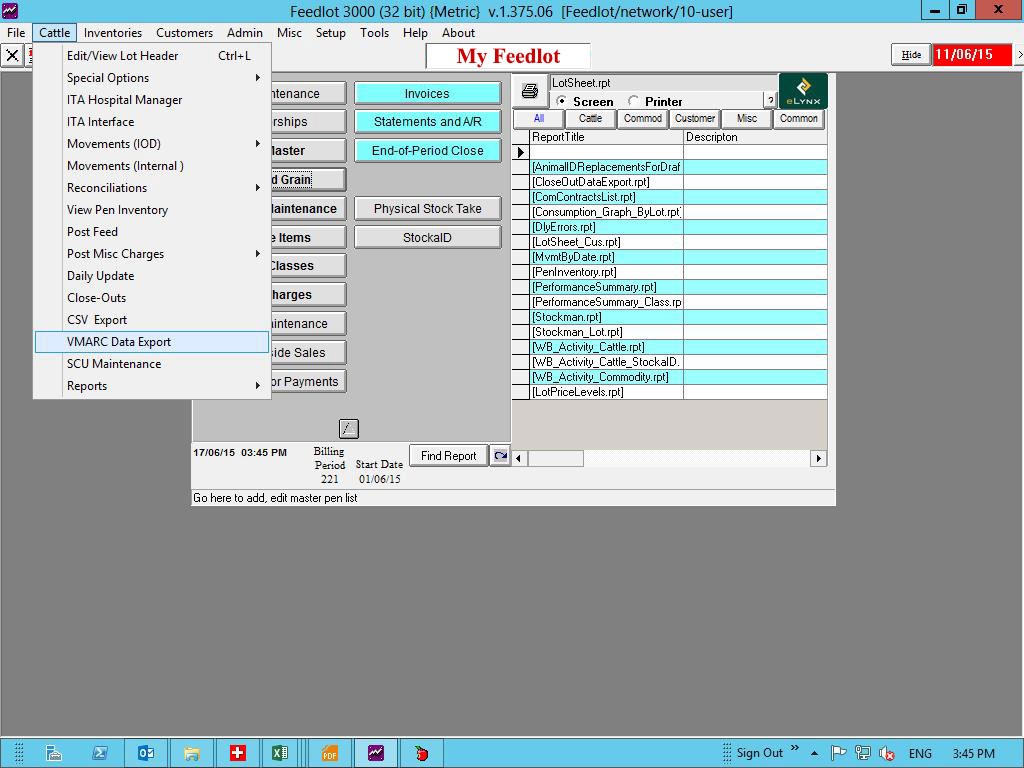 Feedlot 3000 (32 bit) {Metric} v.1.375.06 [Feedlot/network/10-user]
File Cattle Inventories Customers Admin Misc Setup Tools Help About
My Feedlot
Hide 11/06/15
Edit/View Lot Header Ctrl+L
Special Options
ITA Hospital Manager
ITA Interface
Movements (IOD)
Movements (Internal )
Reconciliations
View Pen Inventory
Post Feed
Post Misc Charges
Daily Update
Close-Outs
CSV Export
VMARC Data Export
SCU Maintenance
Reports
ntenance
rships
Master
d Grain
Maintenance
e Items
Classes
harges
intenance
ide Sales
or Payments
Invoices
Statements and A/R
End-of-Period Close
Physical Stock Take
StockaID
LotSheet.rpt
Screen Printer ?
eLYNX
All Cattle Commod Customer Misc Common
ReportTitle Descripton
[AnimalIDReplacementsForDraf
[CloseOutDataExport.rpt]
[ComContractsList.rpt]
[Consumption_Graph_ByLot.rpt]
[DlyErrors.rpt]
[LotSheet_Cus.rpt]
[MvmtByDate.rpt]
[PenInventory.rpt]
[PerformanceSummary.rpt]
[PerformanceSummary_Class.rp
[Stockman.rpt]
[Stockman_Lot.rpt]
[WB_Activity_Cattle.rpt]
[WB_Activity_Cattle_StockaID.
[WB_Activity_Commodity.rpt]
[LotPriceLevels.rpt]
17/06/15 03:45 PM
Billing
Period
221
Start Date
01/06/15
Find Report
Go here to add, edit master pen list
PDF
Sign Out
ENG
3:45 PM